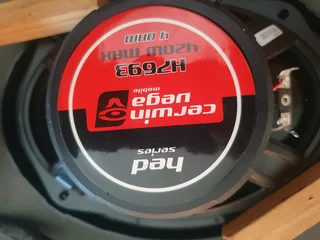 hed
series
cerwin
vega
mobile
H7693
420W MAX
4 OHM